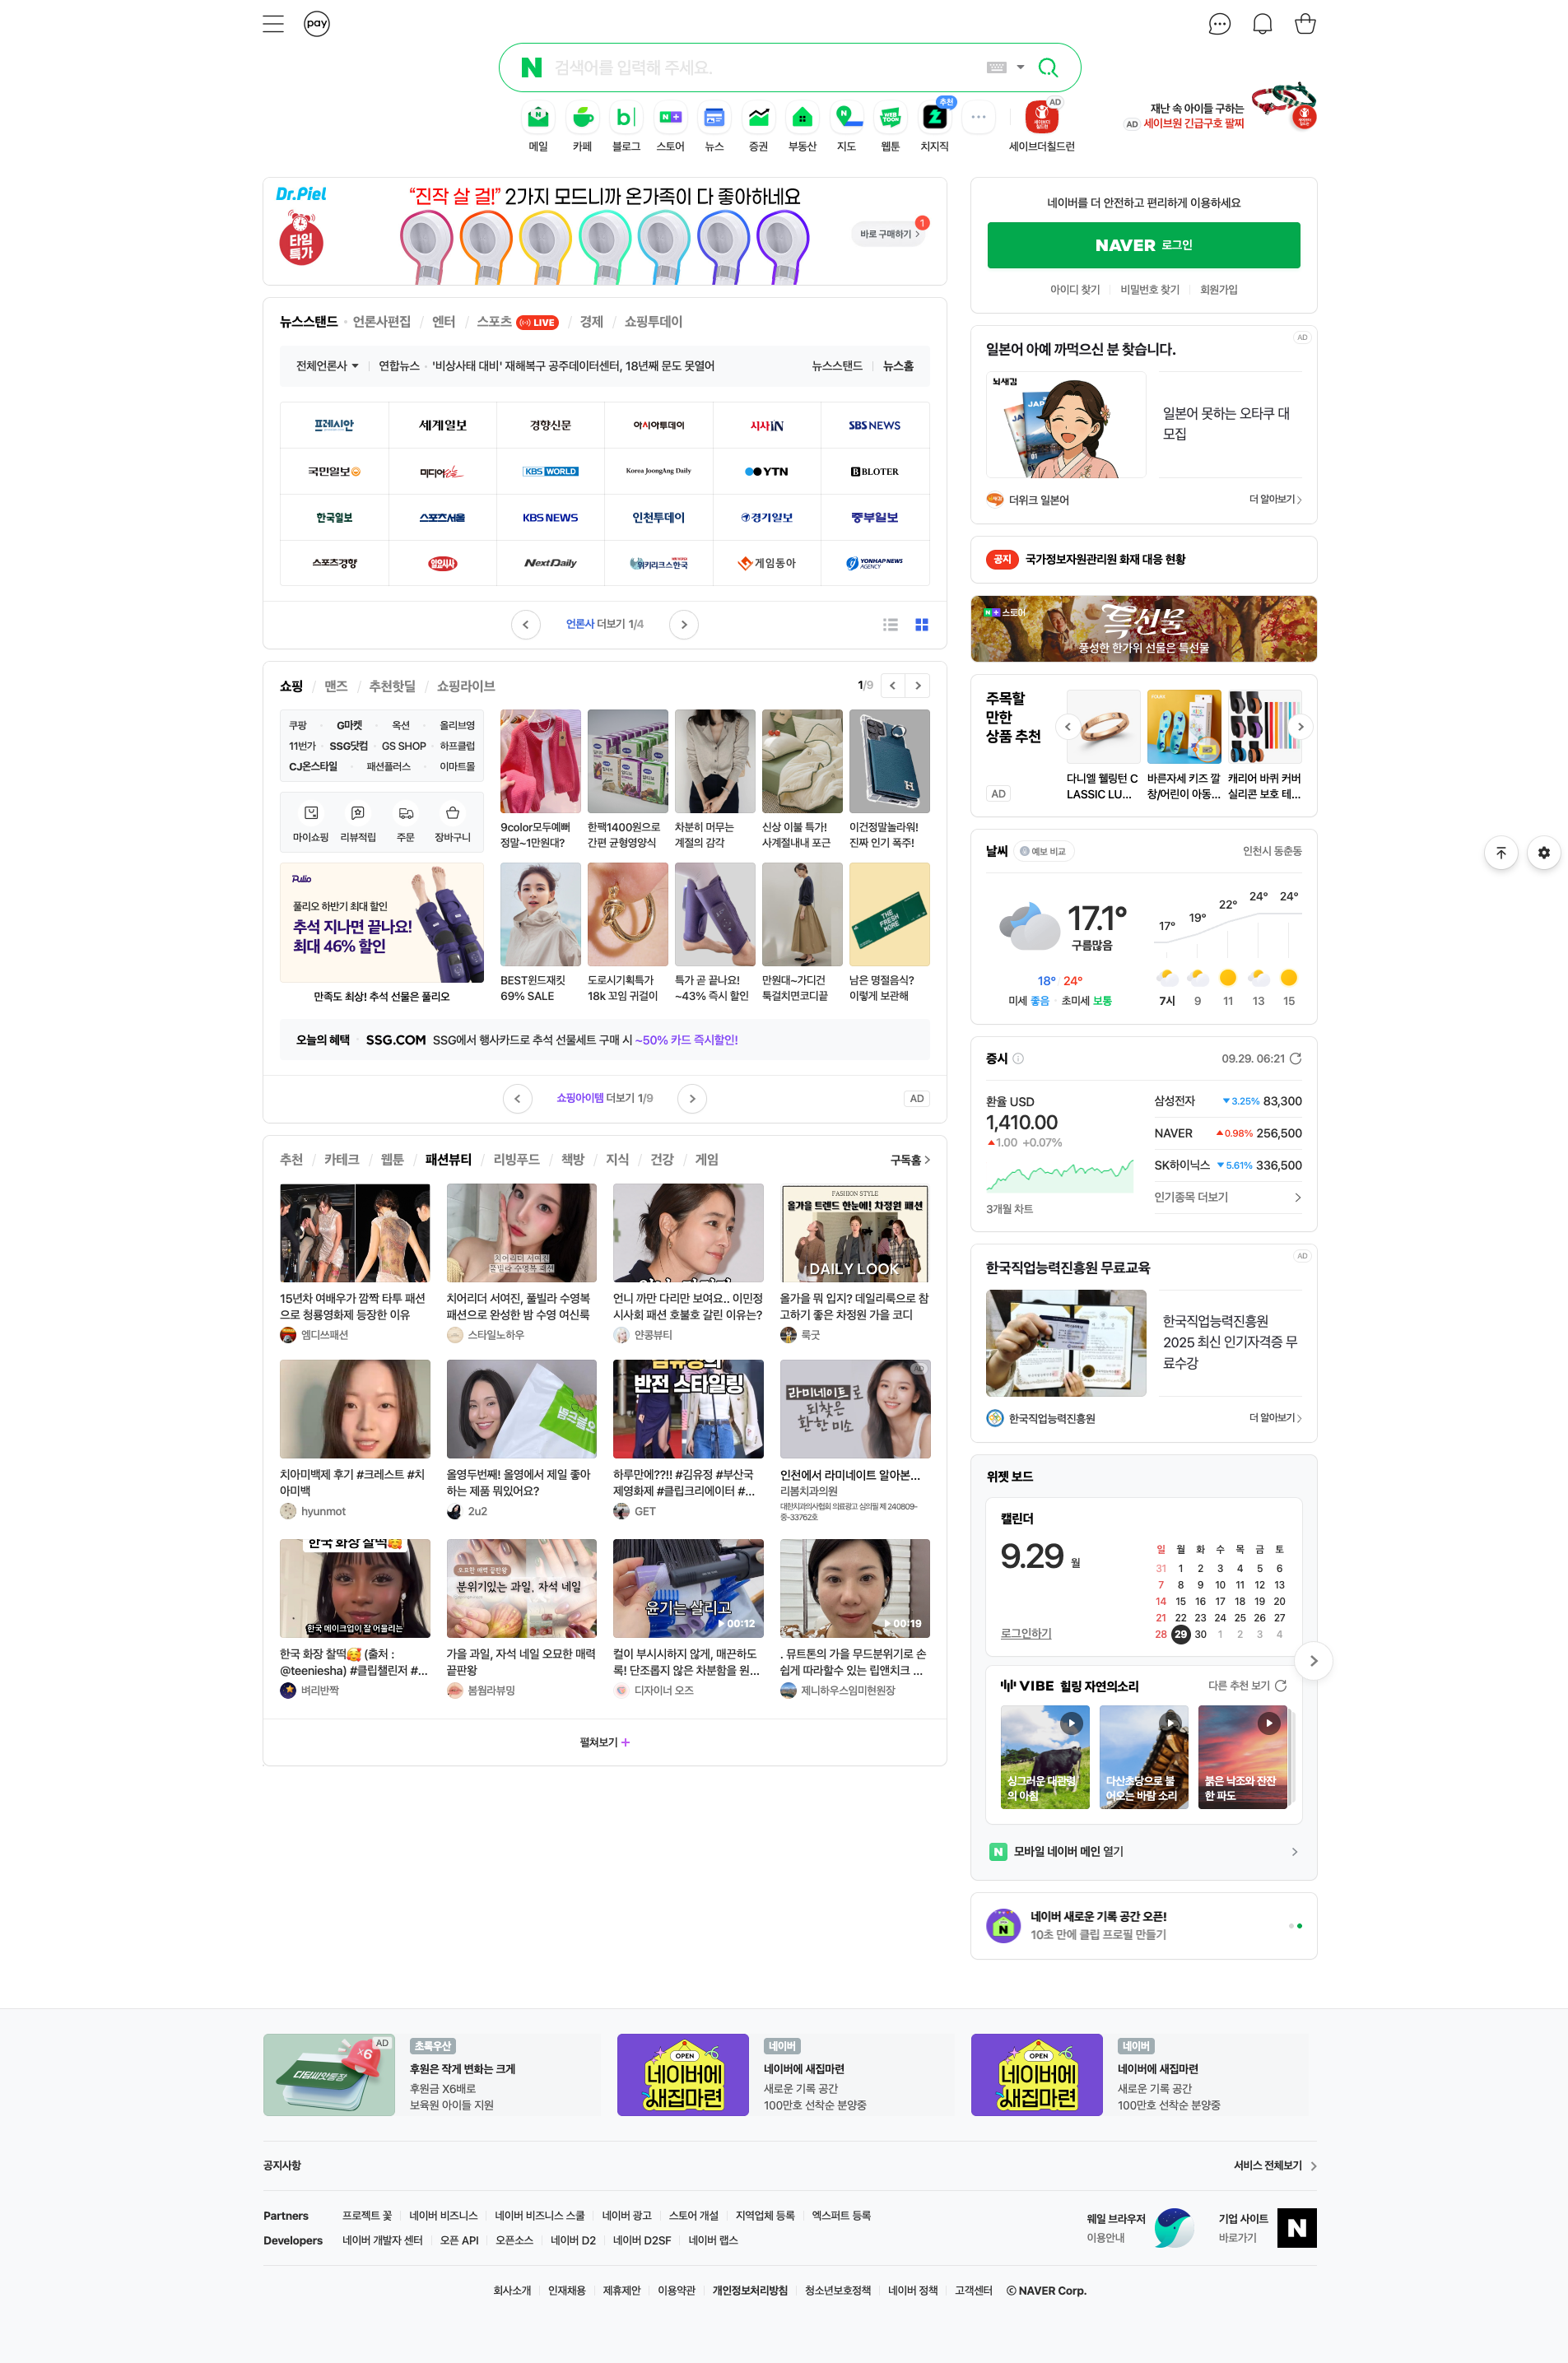 pay
N 검색어를 입력해 주세요.
메일 카페 블로그 스토어 뉴스 증권 부동산 지도 웹툰 추천 치지직 AD 세이브더칠드런
재난 속 아이들 구하는
AD 세이브원 긴급구호 팔찌
Dr.Piel
타임
특가
“진작 살 걸!” 2가지 모드니까 온가족이 다 좋아하네요
바로 구매하기 1
네이버를 더 안전하고 편리하게 이용하세요
NAVER 로그인
아이디 찾기 비밀번호 찾기 회원가입
뉴스스탠드 언론사편집 엔터 스포츠 LIVE 경제 쇼핑투데이
전체언론사 연합뉴스 '비상사태 대비' 재해복구 공주데이터센터, 18년째 문도 못열어 뉴스스탠드 뉴스홈
프레시안 세계일보 경향신문 아시아투데이 시사IN SBS NEWS
국민일보 미디어오늘 KBS WORLD Korea JoongAng Daily YTN BLOTER
한국일보 스포츠서울 KBS NEWS 인천투데이 경기일보 중부일보
스포츠경향 일요시사 NextDaily 위키리크스한국 게임동아 YONHAP NEWS AGENCY
언론사 더보기 1/4
AD
일본어 아예 까먹으신 분 찾습니다.
뇌새김
일본어 못하는 오타쿠 대
모집
더위크 일본어 더 알아보기
공지 국가정보자원관리원 화재 대응 현황
N+ 스토어
특선물
풍성한 한가위 선물은 특선물
쇼핑 맨즈 추천핫딜 쇼핑라이브 1/9
쿠팡 G마켓 옥션 올리브영
11번가 SSG닷컴 GS SHOP 하프클럽
CJ온스타일 패션플러스 이마트몰
마이쇼핑 리뷰적립 주문 장바구니
9color모두예뻐
정말~1만원대?
한팩1400원으로
간편 균형영양식
차분히 머무는
계절의 감각
신상 이불 특가!
사계절내내 포근
이건정말놀라워!
진짜 인기 폭주!
Pulio
풀리오 하반기 최대 할인
추석 지나면 끝나요!
최대 46% 할인
만족도 최상! 추석 선물은 풀리오
BEST윈드재킷
69% SALE
도로시기획특가
18k 꼬임 귀걸이
특가 곧 끝나요!
~43% 즉시 할인
만원대~가디건
툭걸치면코디끝
THE
FRESH
MORE
남은 명절음식?
이렇게 보관해
오늘의 혜택 SSG.COM SSG에서 행사카드로 추석 선물세트 구매 시 ~50% 카드 즉시할인!
쇼핑아이템 더보기 1/9 AD
주목할
만한
상품 추천
AD
다니엘 웰링턴 C
LASSIC LU...
바른자세 키즈 깔
창/어린이 아동...
캐리어 바퀴 커버
실리콘 보호 테...
날씨 예보 비교 인천시 동춘동
17.1°
구름많음
18° 24°
미세 좋음 초미세 보통
17° 19° 22° 24° 24°
7시 9 11 13 15
증시 09.29. 06:21
환율 USD
1,410.00
1.00 +0.07%
3개월 차트
삼성전자 3.25% 83,300
NAVER 0.98% 256,500
SK하이닉스 5.61% 336,500
인기종목 더보기
추천 카테크 웹툰 패션뷰티 리빙푸드 책방 지식 건강 게임 구독홈
15년차 여배우가 깜짝 타투 패션
으로 청룡영화제 등장한 이유
엠디쓰패션
치어리더 서여진
풀빌라 수영복 패션
치어리더 서여진, 풀빌라 수영복
패션으로 완성한 밤 수영 여신룩
스타일노하우
언니 까만 다리만 보여요.. 이민정
시사회 패션 호불호 갈린 이유는?
얀콩뷰티
FASHION STYLE
올가을 트렌드 한눈에! 차정원 패션
DAILY LOOK
올가을 뭐 입지? 데일리룩으로 참
고하기 좋은 차정원 가을 코디
룩굿
치아미백제 후기 #크레스트 #치
아미백
hyunmot
올영두번째! 올영에서 제일 좋아
하는 제품 뭐있어요?
2u2
김유정의
반전 스타일링
하루만에??!! #김유정 #부산국
제영화제 #클립크리에이터 #...
GET
AD
라미네이트로
되찾은
환한 미소
인천에서 라미네이트 알아본...
리봄치과의원
대한치과의사협회 의료광고 심의필 제 240809-
중-33762호
한국 화장 찰떡🥰
한국 메이크업이 잘 어울리는
한국 화장 찰떡🥰 (출처 :
@teeniesha) #클립챌린저 #...
벼리반짝
오묘한 매력 끝판왕
분위기있는 과일, 자석 네일
가을 과일, 자석 네일 오묘한 매력
끝판왕
봄웜라뷰밍
윤기는 살리고
00:12
컬이 부시시하지 않게, 매끈하도
록! 단조롭지 않은 차분함을 원...
디자이너 오즈
00:19
. 뮤트톤의 가을 무드분위기로 손
쉽게 따라할수 있는 립앤치크 ...
제니하우스임미현원장
펼쳐보기
AD
한국직업능력진흥원 무료교육
한국직업능력진흥원
2025 최신 인기자격증 무
료수강
한국직업능력진흥원 더 알아보기
위젯 보드
캘린더
9.29 월
로그인하기
일 월 화 수 목 금 토
31 1 2 3 4 5 6
7 8 9 10 11 12 13
14 15 16 17 18 19 20
21 22 23 24 25 26 27
28 29 30 1 2 3 4
VIBE 힐링 자연의소리 다른 추천 보기
싱그러운 대관령
의 아침
다산초당으로 불
어오는 바람 소리
붉은 낙조와 잔잔
한 파도
모바일 네이버 메인 열기
네이버 새로운 기록 공간 오픈!
10초 만에 클립 프로필 만들기
AD
디딤씨앗통장
x6
초록우산
후원은 작게 변화는 크게
후원금 X6배로
보육원 아이들 지원
OPEN
네이버에
새집마련
네이버
네이버에 새집마련
새로운 기록 공간
100만호 선착순 분양중
OPEN
네이버에
새집마련
네이버
네이버에 새집마련
새로운 기록 공간
100만호 선착순 분양중
공지사항 서비스 전체보기
Partners 프로젝트 꽃 네이버 비즈니스 네이버 비즈니스 스쿨 네이버 광고 스토어 개설 지역업체 등록 엑스퍼트 등록
Developers 네이버 개발자 센터 오픈 API 오픈소스 네이버 D2 네이버 D2SF 네이버 랩스
웨일 브라우저
이용안내
기업 사이트
바로가기
회사소개 인재채용 제휴제안 이용약관 개인정보처리방침 청소년보호정책 네이버 정책 고객센터 ⓒ NAVER Corp.